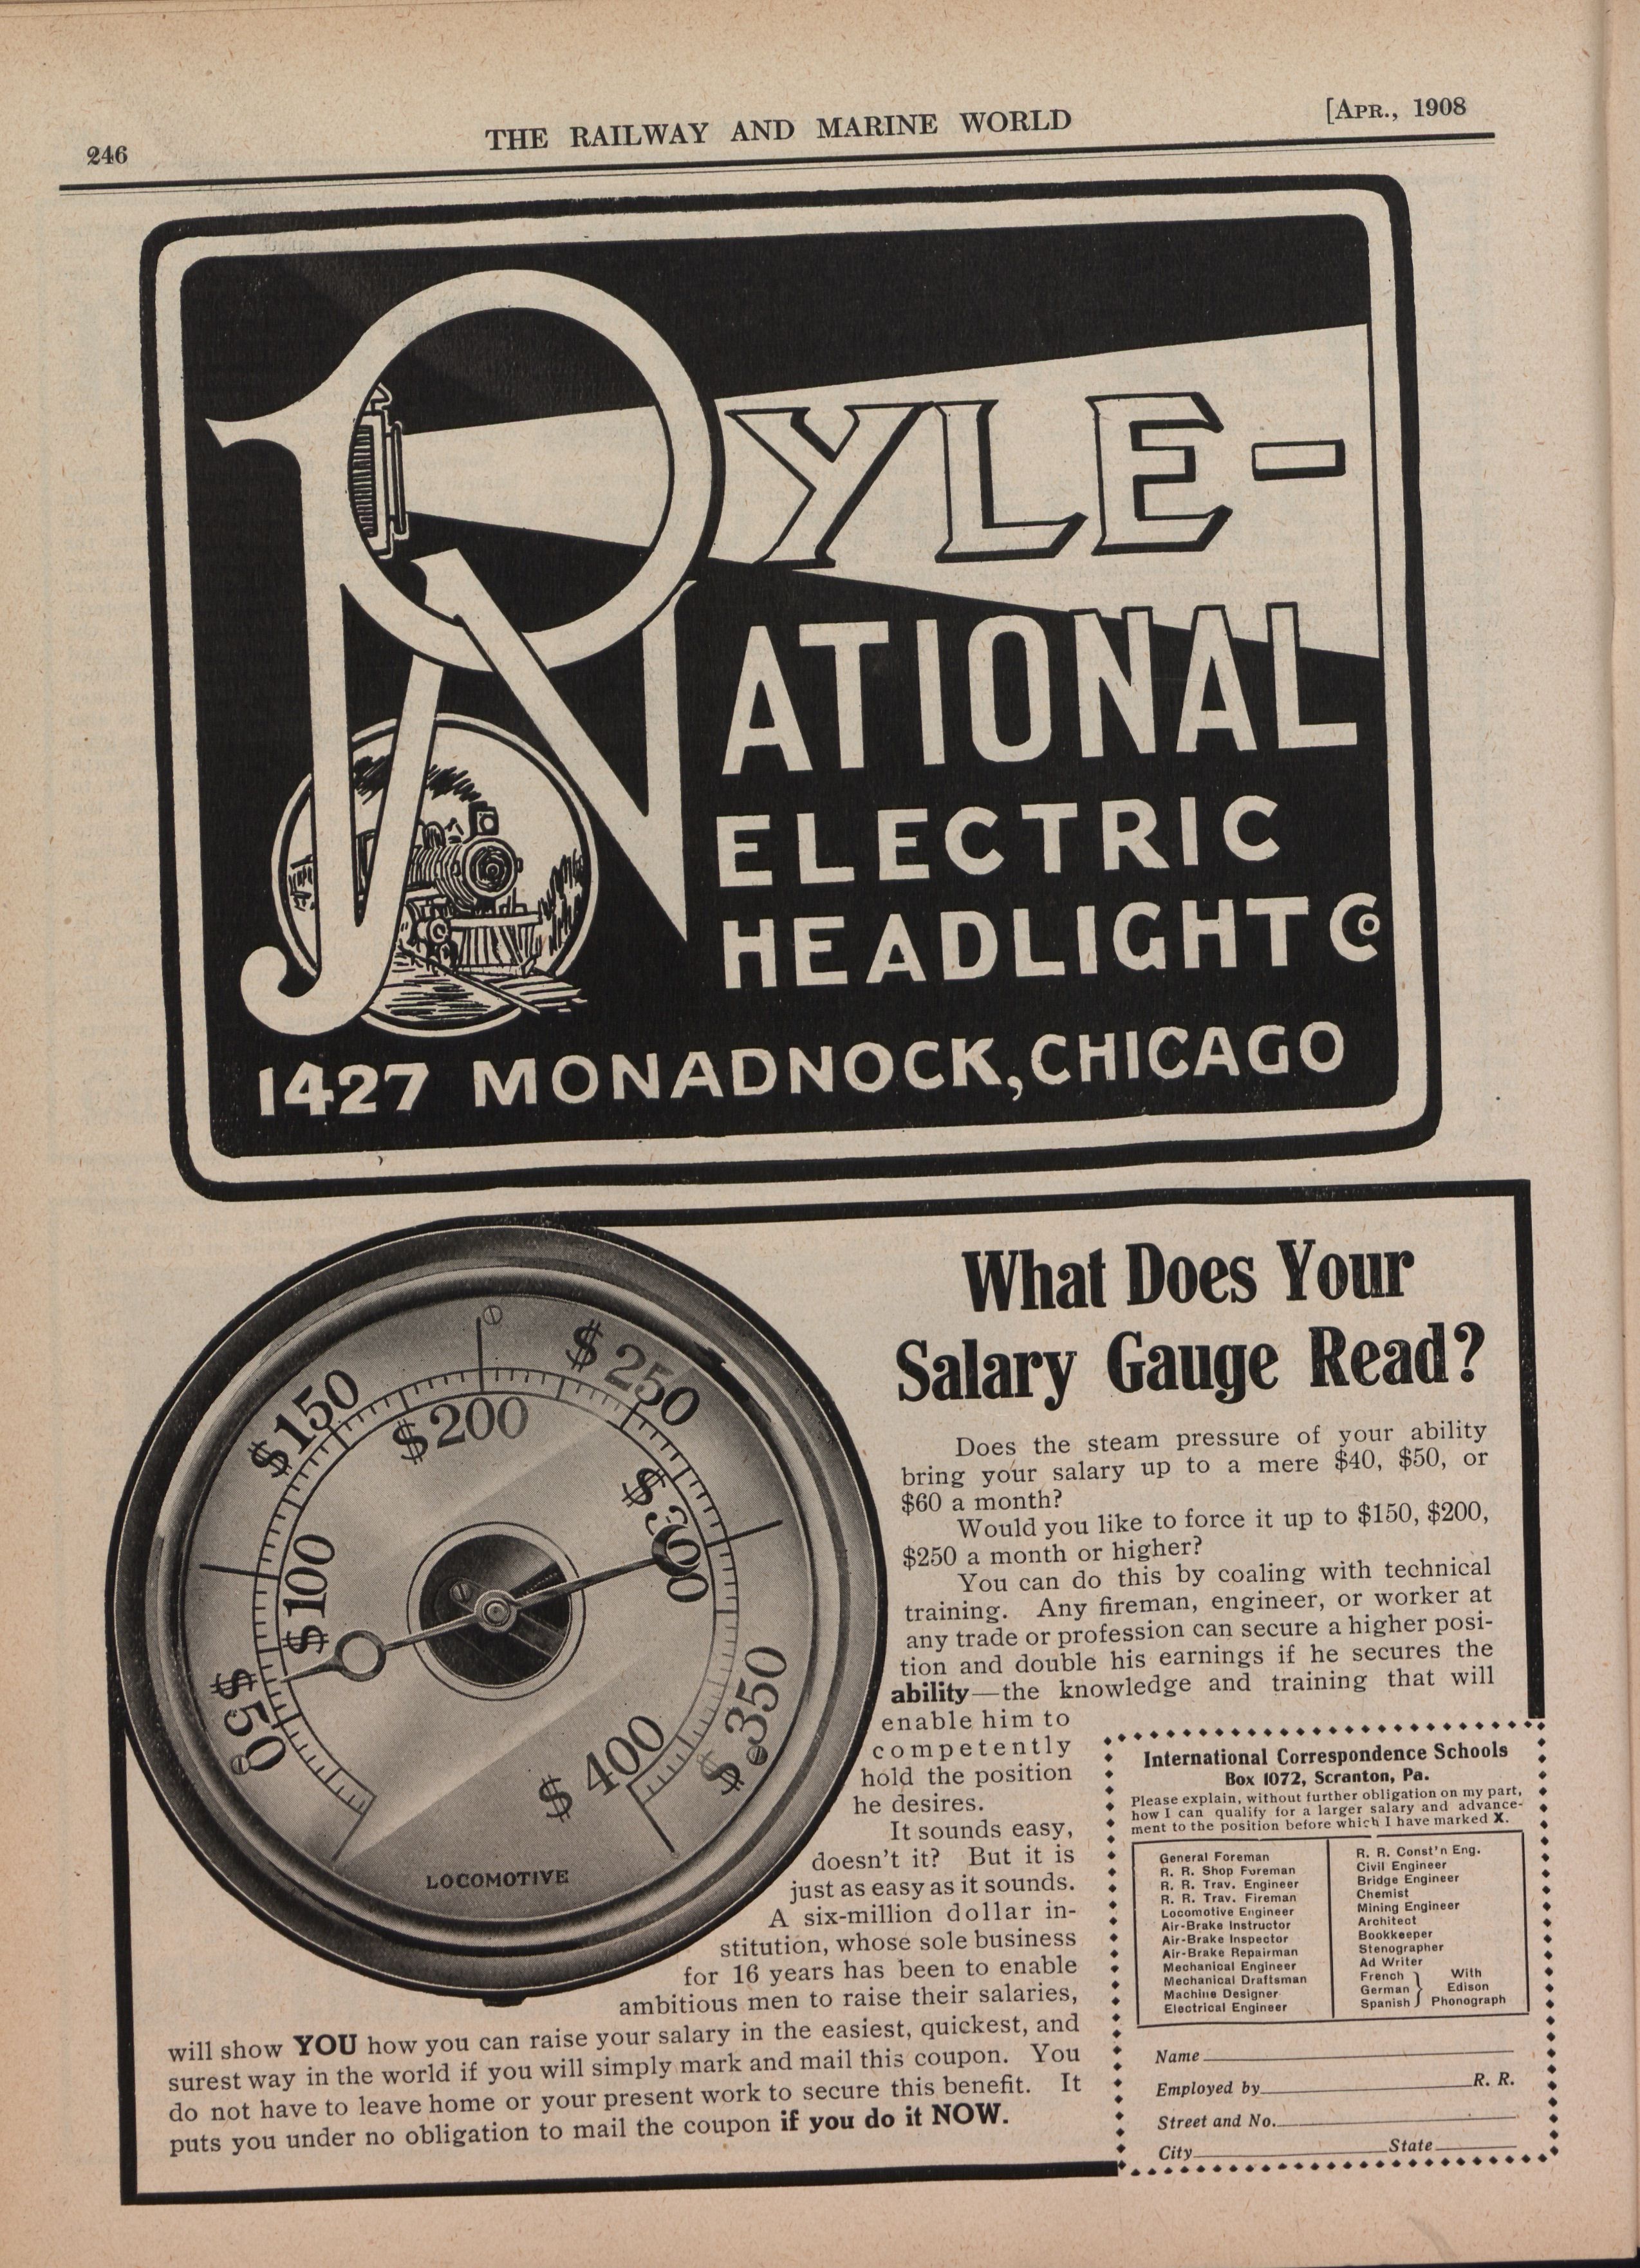 246
THE RAILWAY AND MARINE WORLD
[APR., 1908
PYLE-
NATIONAL
ELECTRIC
HEADLIGHT Co
1427 MONADNOCK, CHICAGO
What Does Your
Salary Gauge Read?
$50
$100
$150
$200
$250
$300
$350
$400
LOCOMOTIVE
Does the steam pressure of your ability
bring your salary up to a mere $40, $50, or
$60 a month?
Would you like to force it up to $150, $200,
$250 a month or higher?
You can do this by coaling with technical
training. Any fireman, engineer, or worker at
any trade or profession can secure a higher posi-
tion and double his earnings if he secures the
ability—the knowledge and training that will
enable him to
competently
hold the position
he desires.
It sounds easy,
doesn't it? But it is
just as easy as it sounds.
A six-million dollar in-
stitution, whose sole business
for 16 years has been to enable
ambitious men to raise their salaries,
will show YOU how you can raise your salary in the easiest, quickest, and
surest way in the world if you will simply mark and mail this coupon. You
do not have to leave home or your present work to secure this benefit. It
puts you under no obligation to mail the coupon if you do it NOW.
International Correspondence Schools
Box 1072, Scranton, Pa.
Please explain, without further obligation on my part,
how I can qualify for a larger salary and advance-
ment to the position before which I have marked X.
General Foreman
R. R. Shop Foreman
R. R. Trav. Engineer
R. R. Trav. Fireman
Locomotive Engineer
Air-Brake Instructor
Air-Brake Inspector
Air-Brake Repairman
Mechanical Engineer
Mechanical Draftsman
Machine Designer
Electrical Engineer
R. R. Const'n Eng.
Civil Engineer
Bridge Engineer
Chemist
Mining Engineer
Architect
Bookkeeper
Stenographer
Ad Writer
French
German
Spanish
With
Edison
Phonograph
Name
Employed by R. R.
Street and No.
City State